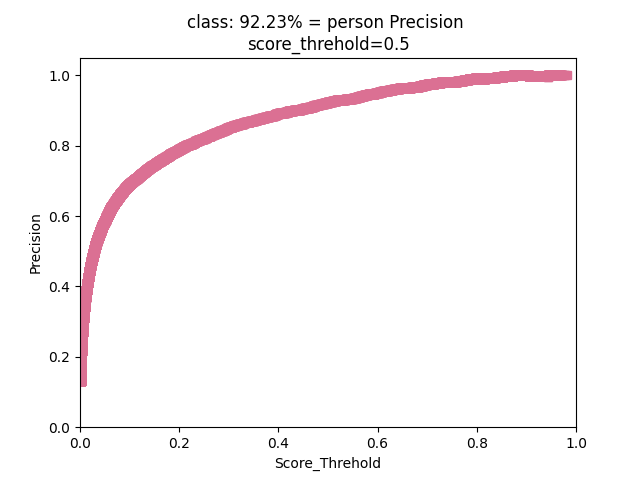 class: 92.23% = person Precision
score_threhold=0.5
1.0
0.8
0.6
0.4
0.2
0.0
Precision
0.0 0.2 0.4 0.6 0.8 1.0
Score_Threhold